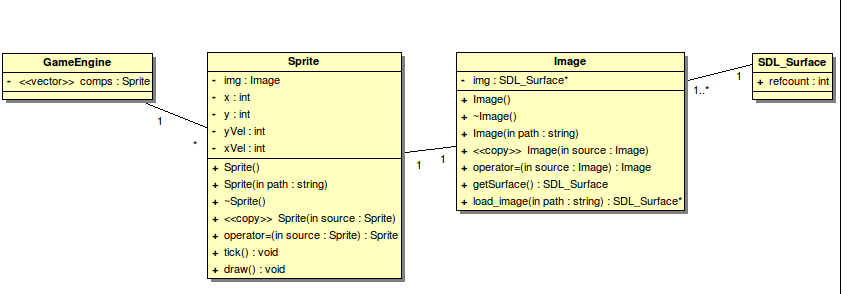 GameEngine
- <<vector>> comps : Sprite
1
*
Sprite
- img : Image
- x : int
- y : int
- yVel : int
- xVel : int
+ Sprite()
+ Sprite(in path : string)
+ ~Sprite()
+ <<copy>> Sprite(in source : Sprite)
+ operator=(in source : Sprite) : Sprite
+ tick() : void
+ draw() : void
1
1
Image
- img : SDL_Surface*
+ Image()
+ ~Image()
+ Image(in path : string)
+ <<copy>> Image(in source : Image)
+ operator=(in source : Image) : Image
+ getSurface() : SDL_Surface
+ load_image(in path : string) : SDL_Surface*
1..*
1
SDL_Surface
+ refcount : int